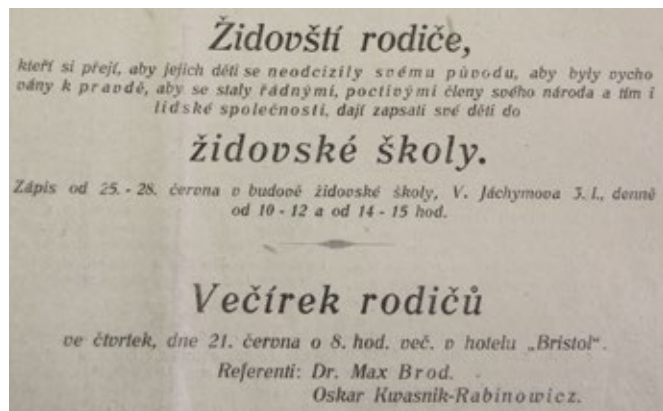 Židovští rodiče,
kteří si přejí, aby jejich děti se neodcizily svému původu, aby byly vycho
vány k pravdě, aby se staly řádnými, poctivými členy svého národa a tím i
lidské společnosti, dají zapsati své děti do
židovské školy.
Zápis od 25. - 28. června v budově židovské školy, V. Jáchymova 3. I., denně
od 10 - 12 a od 14 - 15 hod.
Večírek rodičů
ve čtvrtek, dne 21. června o 8. hod. več. v hotelu „Bristol“.
Referenti: Dr. Max Brod.
Oskar Kwasnik-Rabinowicz.